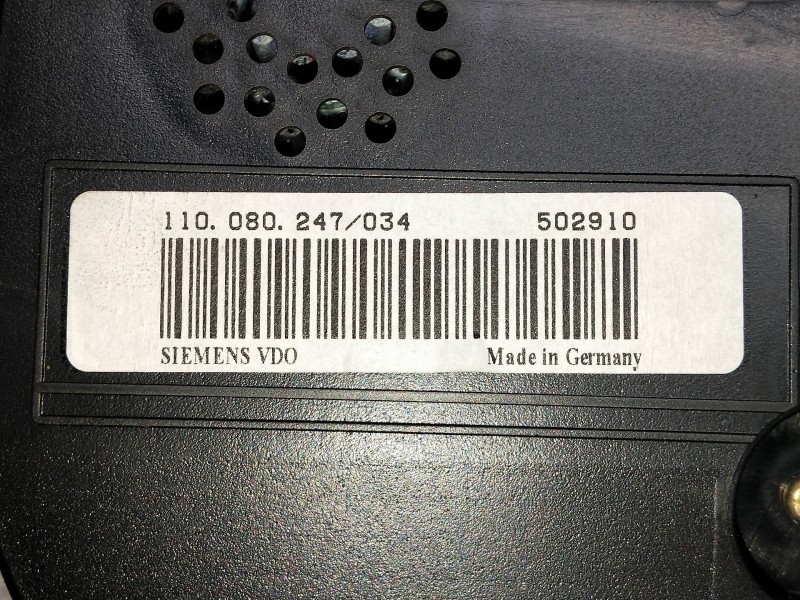 110. 080. 247/034 502910
SIEMENS VDO Made in Germany